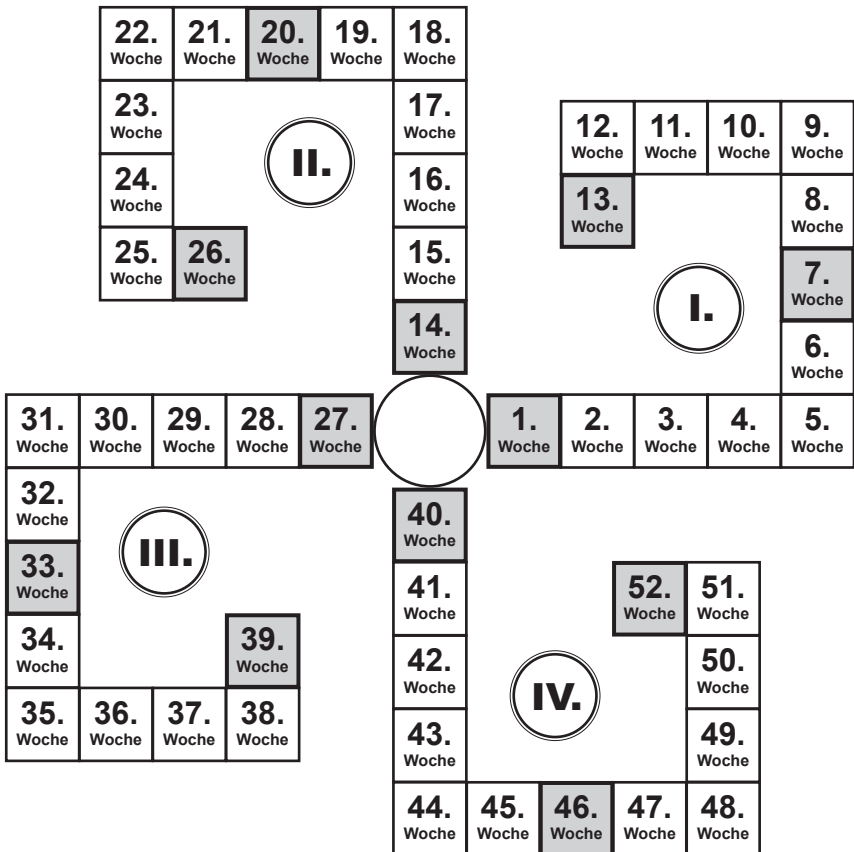 22. 21. 20. 19. 18.
Woche Woche Woche Woche Woche
23. 17.
Woche Woche
12. 11. 10. 9.
Woche Woche Woche Woche
II.
24. 16.
Woche Woche
13. 8.
Woche Woche
25. 26. 15.
Woche Woche Woche
7.
Woche
I.
14.
Woche
6.
Woche
31. 30. 29. 28. 27. 1. 2. 3. 4. 5.
Woche Woche Woche Woche Woche Woche Woche Woche Woche Woche
32.
Woche
40.
Woche
III.
33.
Woche
41. 52. 51.
Woche Woche Woche
34. 39.
Woche Woche
42. 50.
Woche Woche
IV.
35. 36. 37. 38.
Woche Woche Woche Woche
43. 49.
Woche Woche
44. 45. 46. 47. 48.
Woche Woche Woche Woche Woche